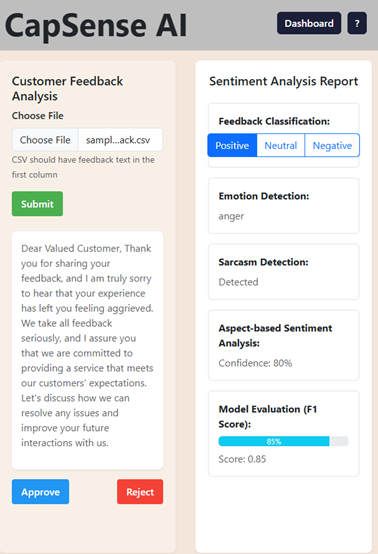 CapSense AI
Dashboard
?
Customer Feedback
Analysis
Choose File
Choose File sampl...ack.csv
CSV should have feedback text in the
first column
Submit
Dear Valued Customer, Thank
you for sharing your
feedback, and I am truly sorry
to hear that your experience
has left you feeling aggrieved.
We take all feedback
seriously, and I assure you
that we are committed to
providing a service that meets
our customers' expectations.
Let's discuss how we can
resolve any issues and
improve your future
interactions with us.
Approve
Reject
Sentiment Analysis Report
Feedback Classification:
Positive Neutral Negative
Emotion Detection:
anger
Sarcasm Detection:
Detected
Aspect-based Sentiment
Analysis:
Confidence: 80%
Model Evaluation (F1
Score):
85%
Score: 0.85